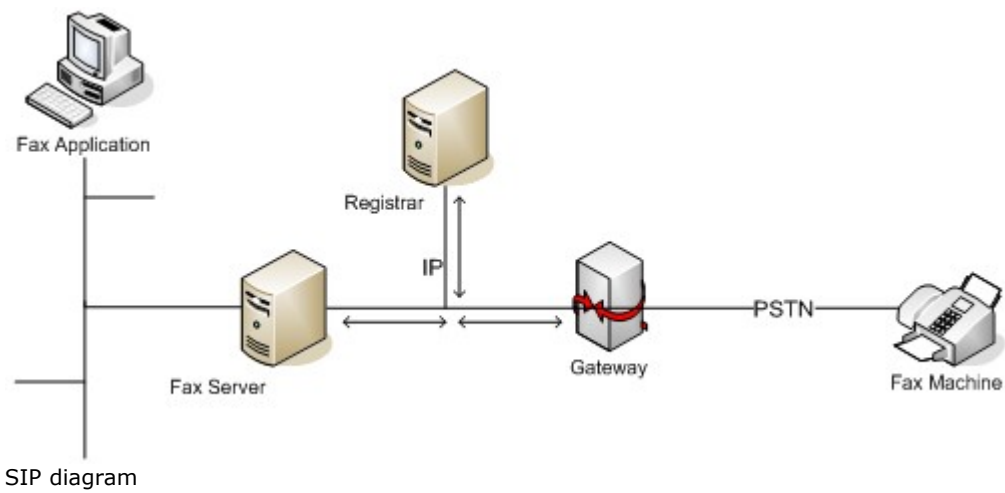 Fax Application
Registrar
IP
PSTN
Gateway
Fax Server
Fax Machine
SIP diagram